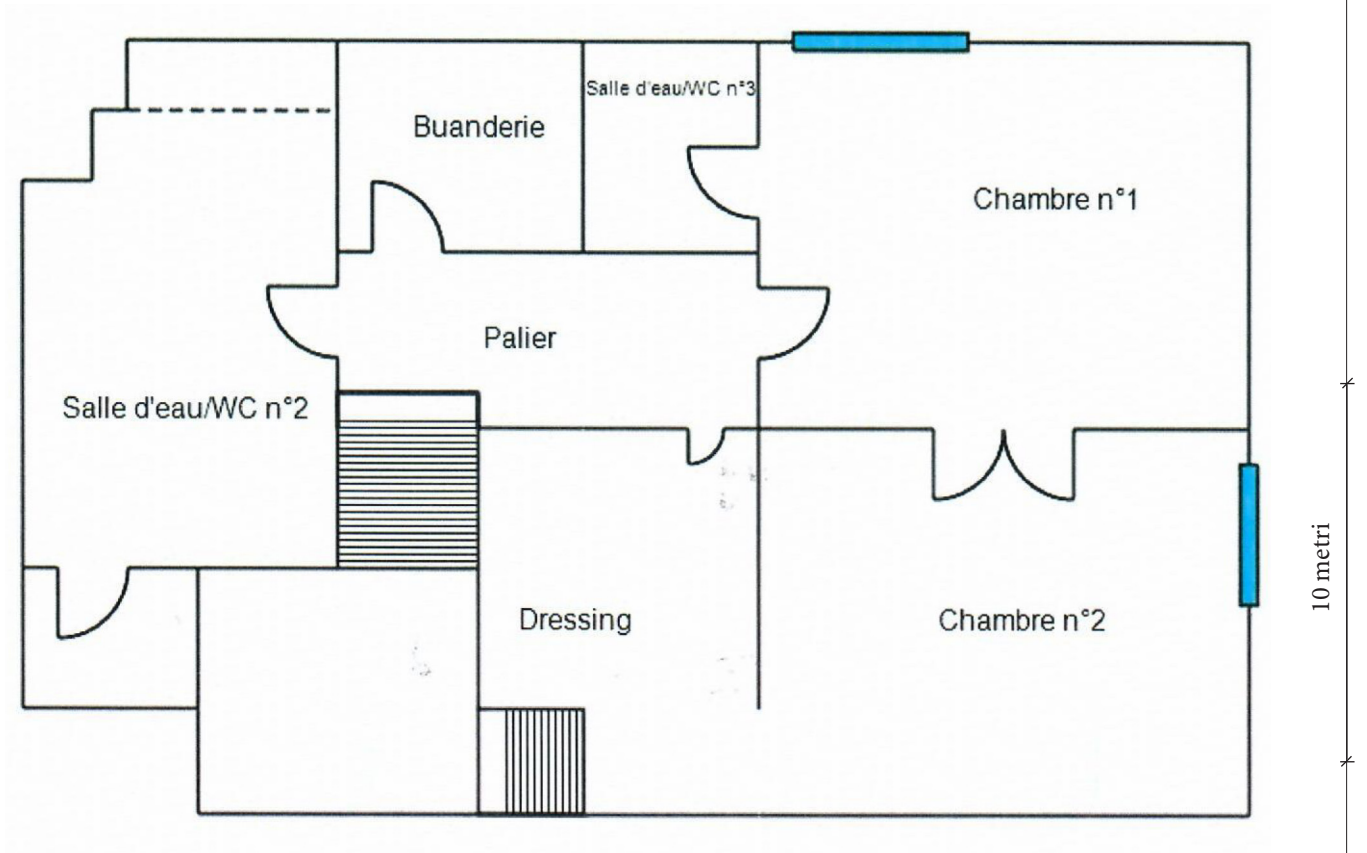 Salle d'eau/WC n°3
Buanderie
Chambre n°1
Palier
Salle d'eau/WC n°2
Dressing
Chambre n°2
10 metri